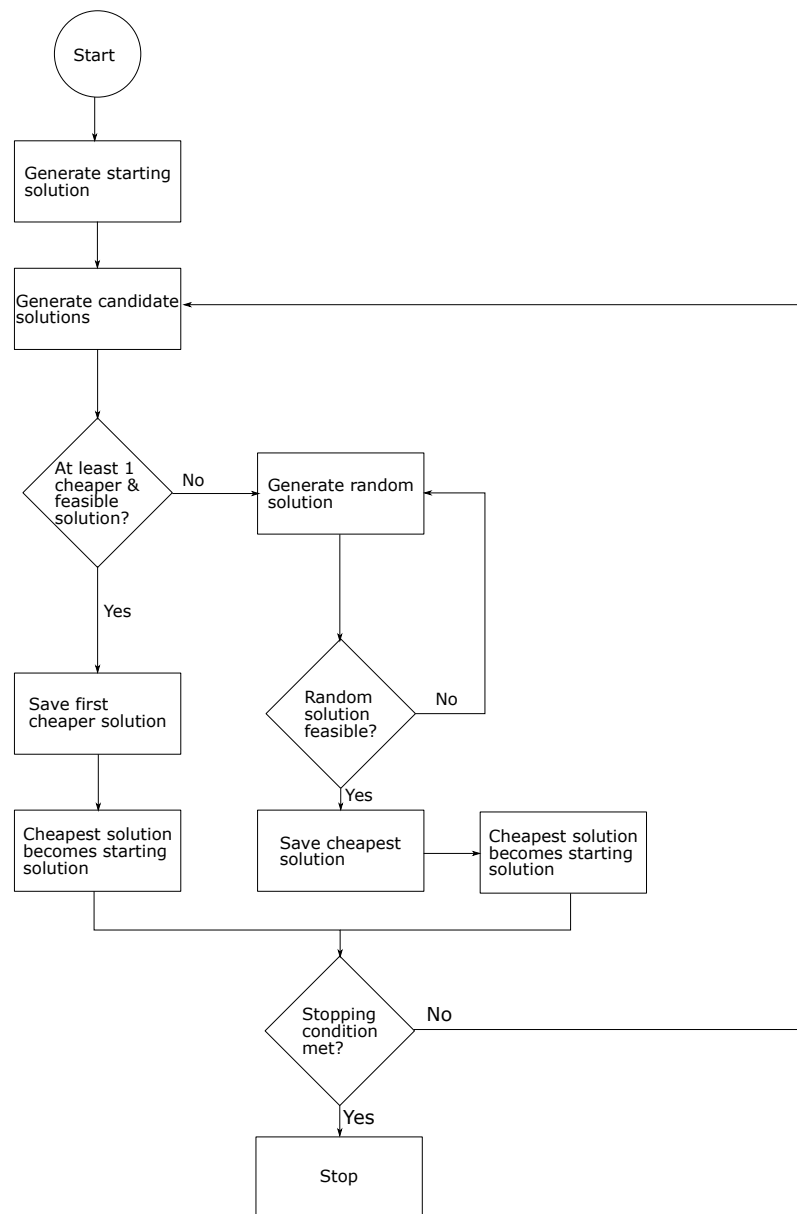 Start
Generate starting
solution
Generate candidate
solutions
At least 1
cheaper &
feasible
solution?
No
Generate random
solution
Yes
Save first
cheaper solution
Random
solution
feasible?
No
Yes
Cheapest solution
becomes starting
solution
Save cheapest
solution
Cheapest solution
becomes starting
solution
Stopping
condition
met?
No
Yes
Stop